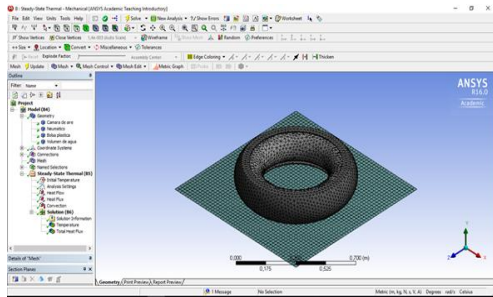 B : Steady-State Thermal - Mechanical [ANSYS Academic Teaching Introductory]
File Edit View Units Tools Help Solve New Analysis Show Errors Worksheet
Show Vertices Close Vertices Wireframe Random Preferences
Size Location Convert Miscellaneous Tolerances
Explode Factor: Assembly Center Edge Coloring Thicken
Mesh Update Mesh Mesh Control Mesh Edit Metric Graph
Outline
Filter: Name
Project
Model (B4)
Geometry
Camara de aire
Neumatico
Bolsa plastica
Volumen de agua
Coordinate Systems
Connections
Mesh
Named Selections
Steady-State Thermal (B5)
Initial Temperature
Analysis Settings
Heat Flow
Heat Flux
Convection
Solution (B6)
Solution Information
Temperature
Total Heat Flux
Details of "Mesh"
Section Planes
ANSYS
R16.0
Academic
0,000
0,350
0,700 (m)
0,175
0,525
Geometry Print Preview Report Preview
1 Message No Selection Metric (m, kg, N, s, V, A) Degrees rad/s Celsius